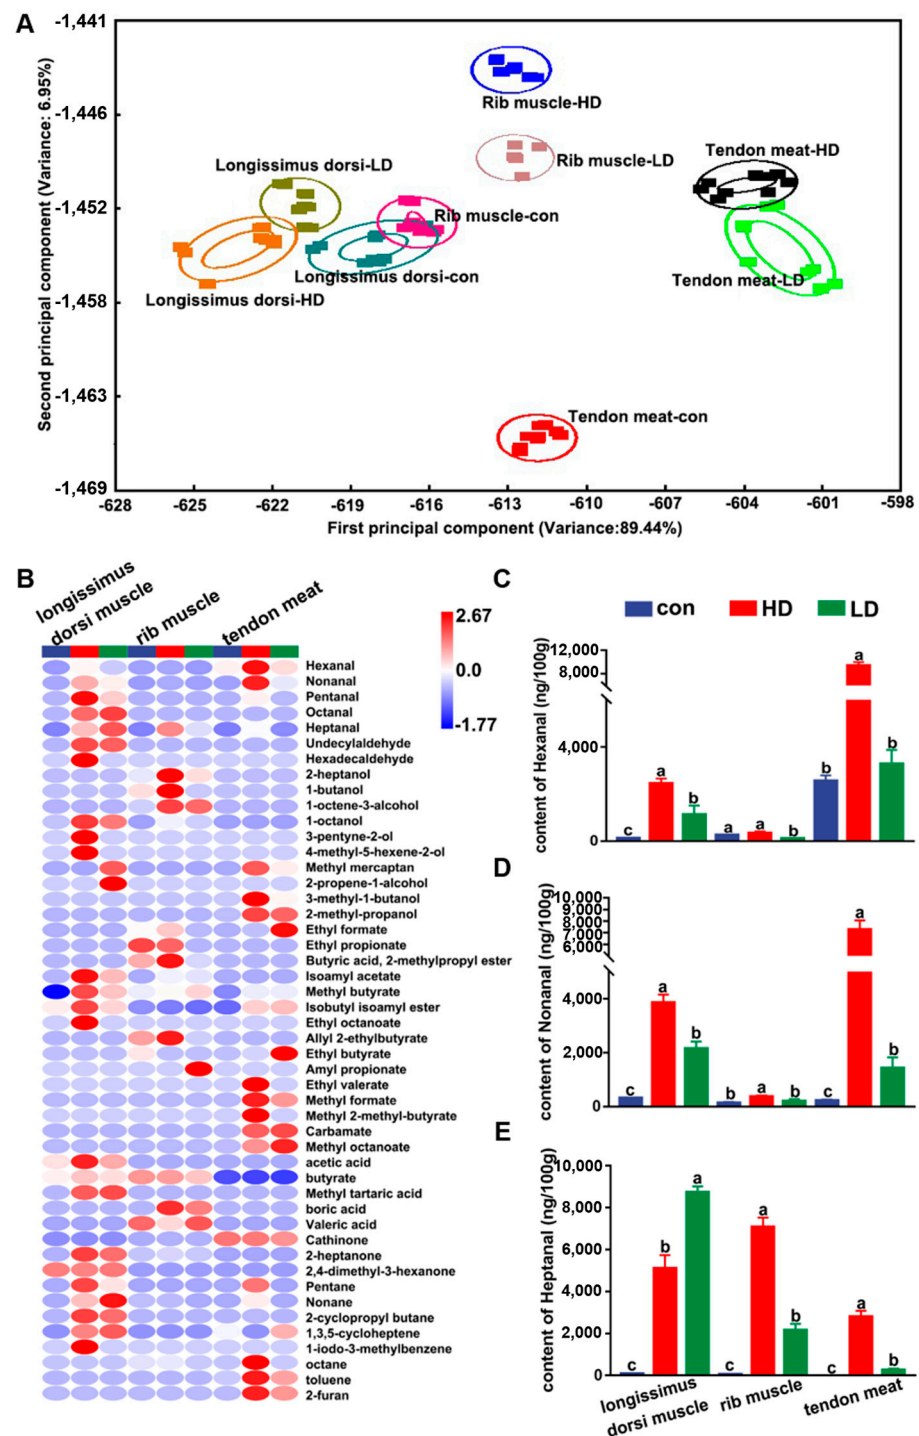 A
-1,441
-1,446
-1,452
-1,458
-1,463
-1,469
Second principal component (Variance: 6.95%)
Rib muscle-HD
Longissimus dorsi-LD
Rib muscle-LD
Tendon meat-HD
Rib muscle-con
Longissimus dorsi-con
Tendon meat-LD
Longissimus dorsi-HD
Tendon meat-con
-628 -625 -622 -619 -616 -613 -610 -607 -604 -601 -598
First principal component (Variance:89.44%)
B
longissimus
dorsi muscle
rib muscle
tendon meat
2.67
0.0
-1.77
Hexanal
Nonanal
Pentanal
Octanal
Heptanal
Undecylaldehyde
Hexadecaldehyde
2-heptanol
1-butanol
1-octene-3-alcohol
1-octanol
3-pentyne-2-ol
4-methyl-5-hexene-2-ol
Methyl mercaptan
2-propene-1-alcohol
3-methyl-1-butanol
2-methyl-propanol
Ethyl formate
Ethyl propionate
Butyric acid, 2-methylpropyl ester
Isoamyl acetate
Methyl butyrate
Isobutyl isoamyl ester
Ethyl octanoate
Allyl 2-ethylbutyrate
Ethyl butyrate
Amyl propionate
Ethyl valerate
Methyl formate
Methyl 2-methyl-butyrate
Carbamate
Methyl octanoate
acetic acid
butyrate
Methyl tartaric acid
boric acid
Valeric acid
Cathinone
2-heptanone
2,4-dimethyl-3-hexanone
Pentane
Nonane
2-cyclopropyl butane
1,3,5-cycloheptene
1-iodo-3-methylbenzene
octane
toluene
2-furan
C
con HD LD
content of Hexanal (ng/100g)
12,000
8,000
4,000
0
c a b a a b b a b
D
content of Nonanal (ng/100g)
10,000
9,000
8,000
7,000
6,000
4,000
2,000
0
c a b b a b c a b
E
content of Heptanal (ng/100g)
10,000
8,000
6,000
4,000
2,000
0
c b a c a b c a b
longissimus
dorsi muscle
rib muscle
tendon meat